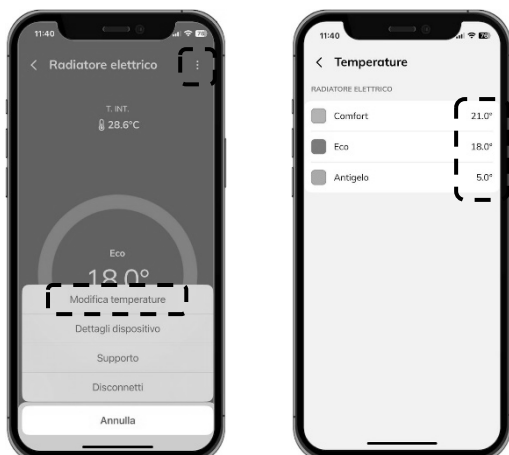 11:40
Radiatore elettrico
T. INT.
28.6°C
Eco
18.0°
Modifica temperature
Dettagli dispositivo
Supporto
Disconnetti
Annulla
11:40
Temperature
RADIATORE ELETTRICO
Comfort 21.0°
Eco 18.0°
Antigelo 5.0°